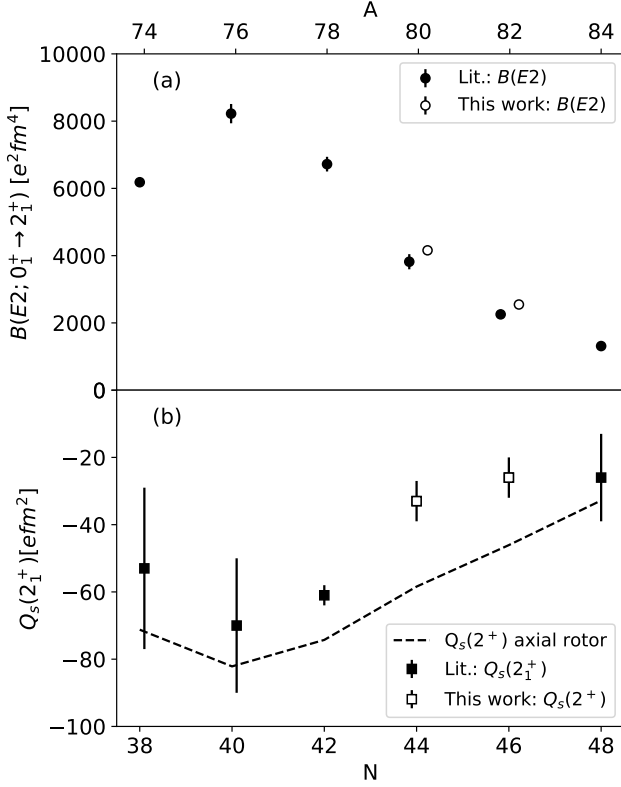 A
74 76 78 80 82 84
(a)
Lit.: B(E2)
This work: B(E2)
10000
8000
6000
4000
2000
0
B(E2; 0₁⁺ → 2₁⁺) [e²fm⁴]
(b)
−20
−40
−60
−80
−100
Qₛ(2₁⁺)[efm²]
Qₛ(2⁺) axial rotor
Lit.: Qₛ(2₁⁺)
This work: Qₛ(2⁺)
38 40 42 44 46 48
N